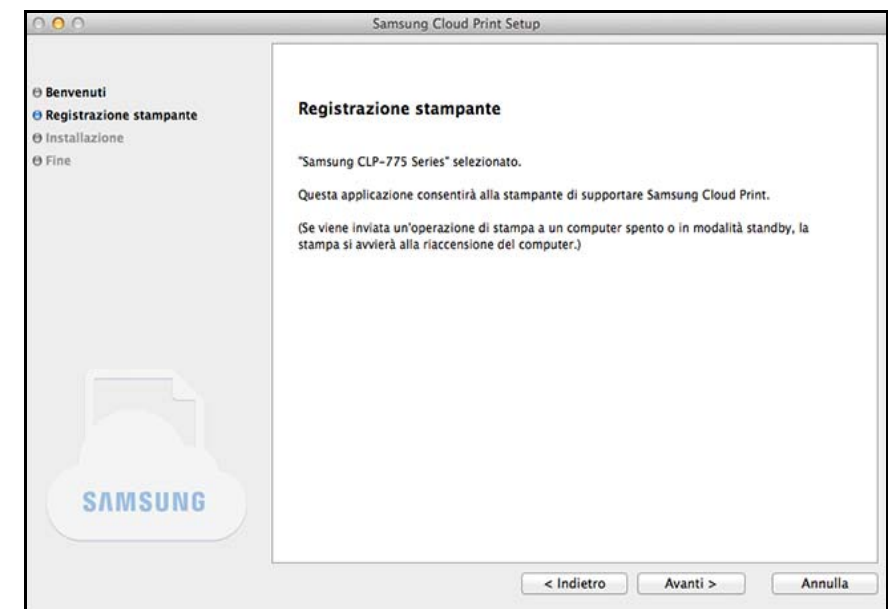 Samsung Cloud Print Setup
Benvenuti
Registrazione stampante
Installazione
Fine
Registrazione stampante
"Samsung CLP-775 Series" selezionato.
Questa applicazione consentirà alla stampante di supportare Samsung Cloud Print.
(Se viene inviata un'operazione di stampa a un computer spento o in modalità standby, la
stampa si avvierà alla riaccensione del computer.)
SAMSUNG
< Indietro
Avanti >
Annulla